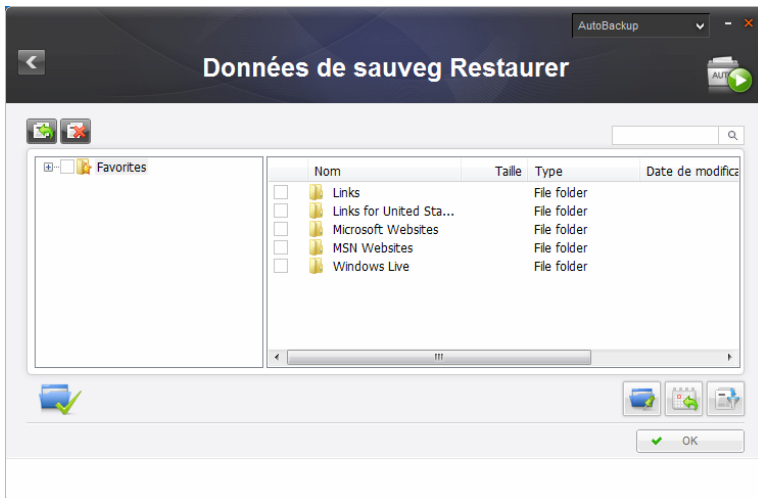 AutoBackup
Données de sauveg Restaurer
AUT
Favorites
Nom Taille Type Date de modifica
Links File folder
Links for United Sta... File folder
Microsoft Websites File folder
MSN Websites File folder
Windows Live File folder
OK